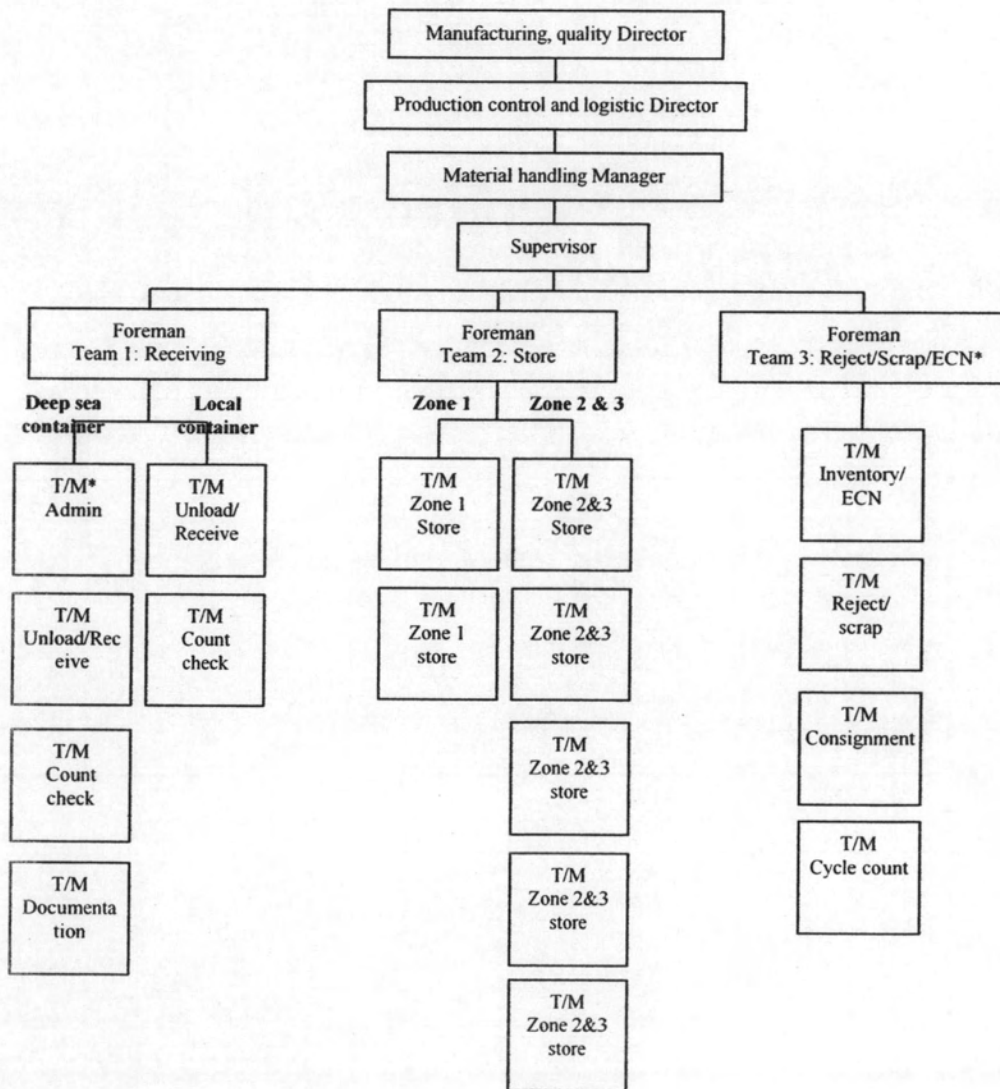 Manufacturing, quality Director
Production control and logistic Director
Material handling Manager
Supervisor
Foreman
Team 1: Receiving
Foreman
Team 2: Store
Foreman
Team 3: Reject/Scrap/ECN*
Deep sea
container
Local
container
Zone 1
Zone 2 & 3
T/M*
Admin
T/M
Unload/
Receive
T/M
Zone 1
Store
T/M
Zone 2&3
Store
T/M
Inventory/
ECN
T/M
Unload/Rec
eive
T/M
Count
check
T/M
Zone 1
store
T/M
Zone 2&3
store
T/M
Reject/
scrap
T/M
Count
check
T/M
Zone 2&3
store
T/M
Consignment
T/M
Documenta
tion
T/M
Zone 2&3
store
T/M
Cycle count
T/M
Zone 2&3
store